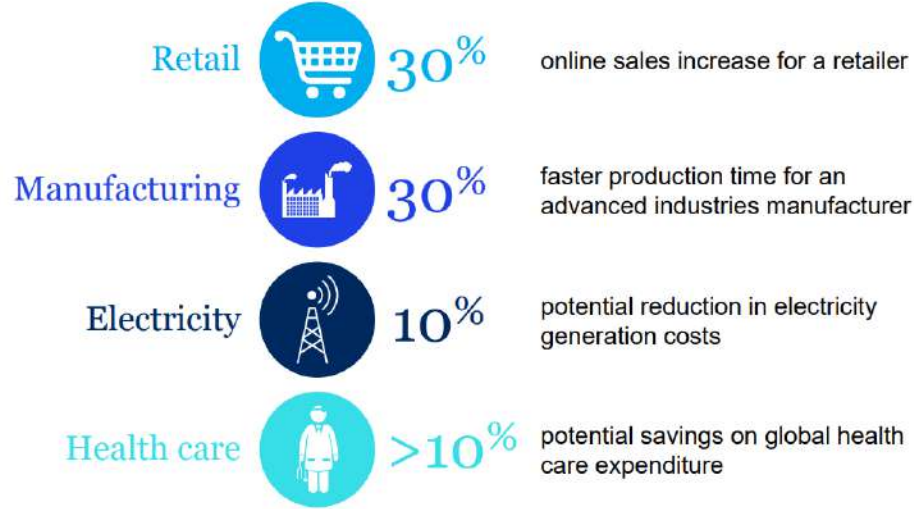 Retail 30% online sales increase for a retailer
Manufacturing 30% faster production time for an
advanced industries manufacturer
Electricity 10% potential reduction in electricity
generation costs
Health care >10% potential savings on global health
care expenditure